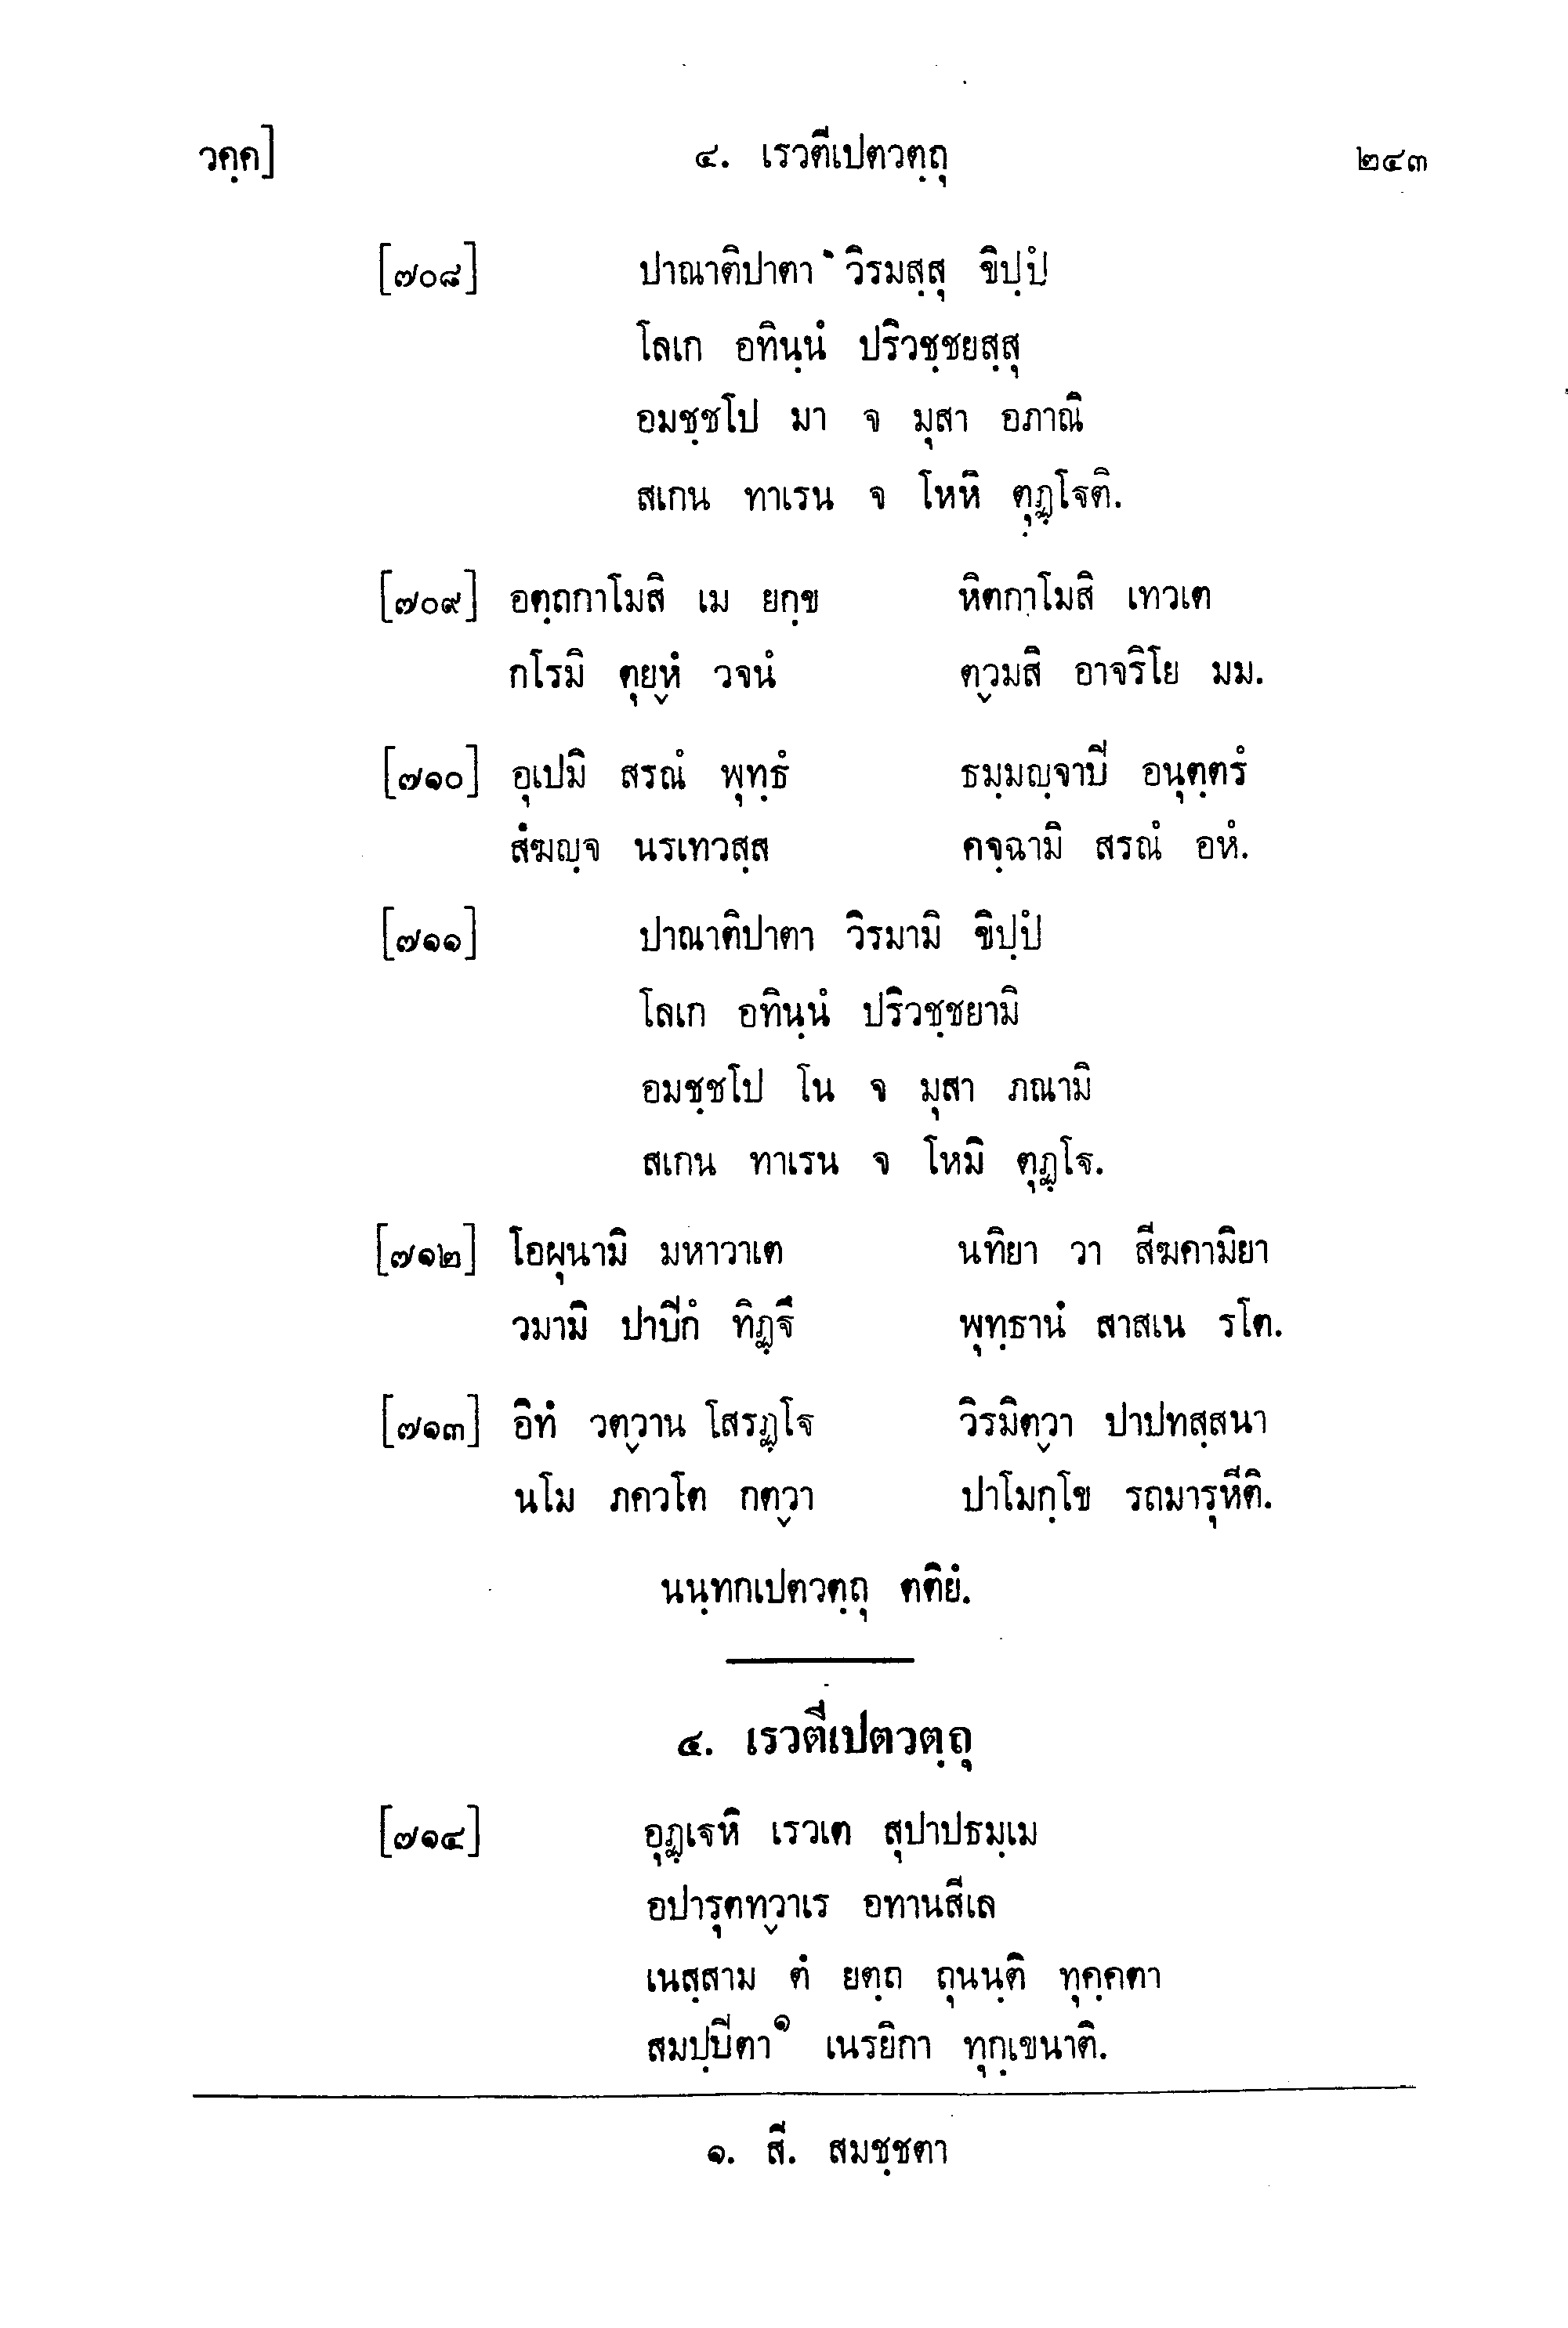 วคฺค] ๔. เรวตีเปตวตฺถุ ๒๔๓
[๗๐๘] ปาณาติปาตา วิรมสฺสุ ขิปฺปํ
โลเก อทินฺนํ ปริวชฺชยสฺสุ
อมชฺชโป มา จ มุสา อภาณิ
สเกน ทาเรน จ โหหิ ตุฏฺโฐติ.
[๗๐๙] อตฺถกาโมสิ เม ยกฺข หิตกาโมสิ เทวเต
กโรมิ ตุยฺหํ วจนํ ตฺวมสิ อาจริโย มม.
[๗๑๐] อุเปมิ สรณํ พุทฺธํ ธมฺมญฺจาปิ อนุตฺตรํ
สํฆญฺจ นรเทวสฺส คจฺฉามิ สรณํ อหํ.
[๗๑๑] ปาณาติปาตา วิรมามิ ขิปฺปํ
โลเก อทินฺนํ ปริวชฺชยามิ
อมชฺชโป โน จ มุสา ภณามิ
สเกน ทาเรน จ โหมิ ตุฏฺโฐ.
[๗๑๒] โอผุนามิ มหาวาเต นทิยา วา สีฆคามิยา
วมามิ ปาปิกํ ทิฏฺฐึ พุทฺธานํ สาสเน รโต.
[๗๑๓] อิทํ วตฺวาน โสรฏฺโฐ วิรมิตฺวา ปาปทสฺสนา
นโม ภควโต กตฺวา ปาโมกฺโข รถมารุหีติ.
นนฺทกเปตวตฺถุ ตติยํ.
๔. เรวตีเปตวตฺถุ
[๗๑๔] อุฏฺเฐหิ เรวเต สุปาปธมฺเม
อปารุตทฺวาเร อทานสีเล
เนสฺสาม ตํ ยตฺถ ถุนนฺติ ทุคฺคตา
สมปฺปิตา๑ เนรยิกา ทุกฺเขนาติ.
๑. สี. สมชฺชตา